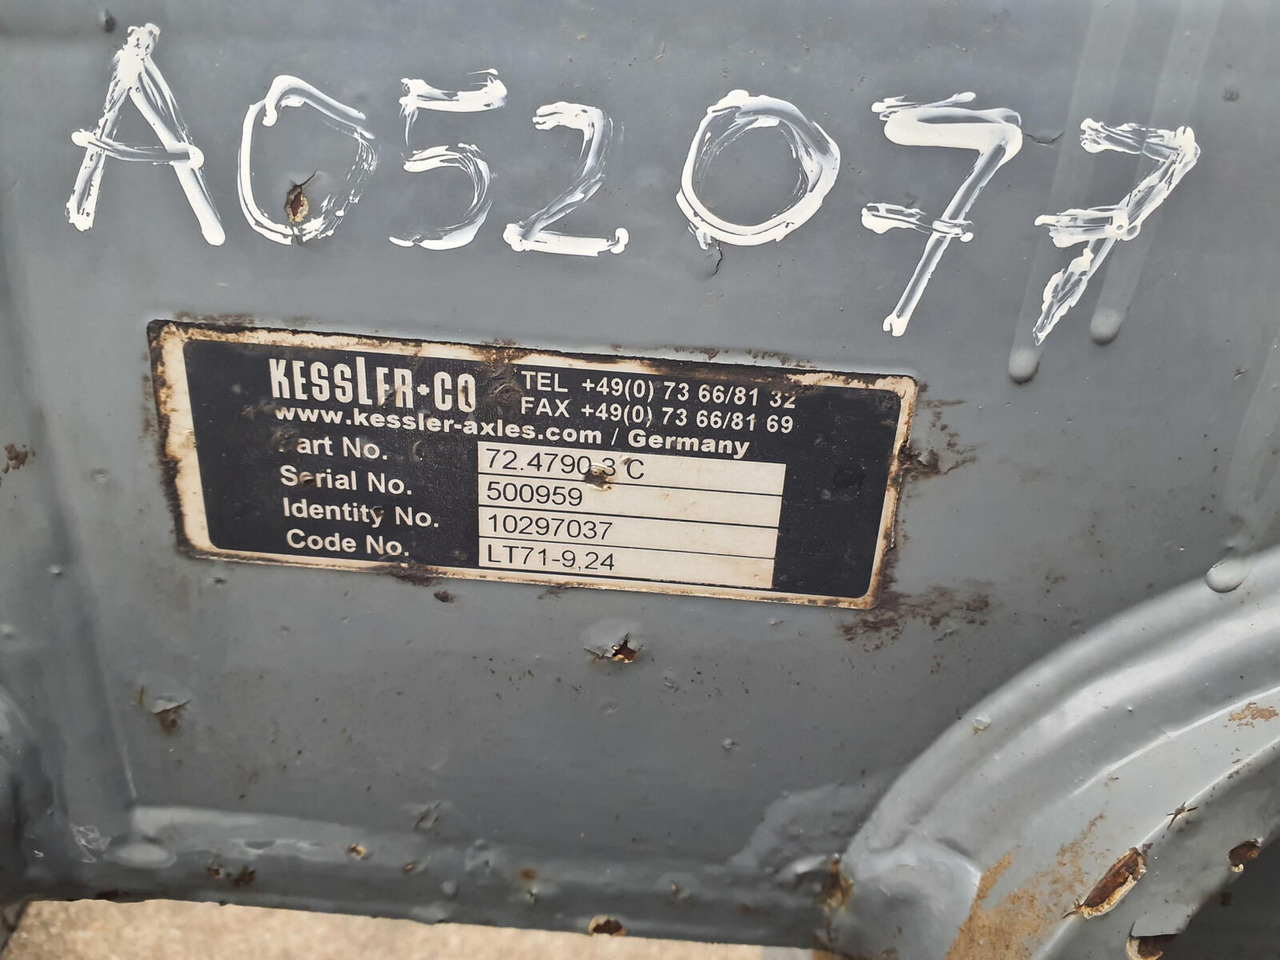 A052077
KESSLER+CO
TEL +49(0) 73 66/81 32
FAX +49(0) 73 66/81 69
www.kessler-axles.com / Germany
Part No. 72.4790.3 C
Serial No. 500959
Identity No. 10297037
Code No. LT71-9,24